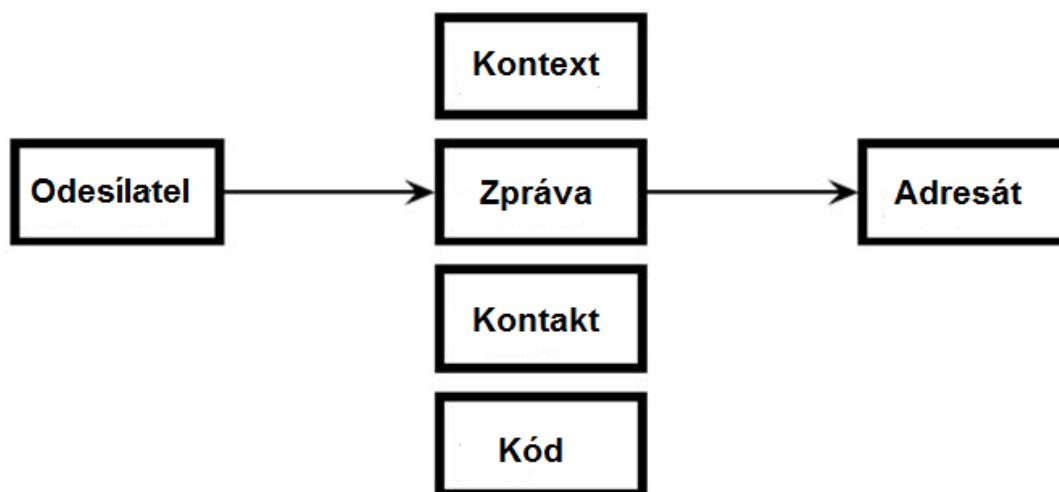 Kontext
Odesílatel
Zpráva
Adresát
Kontakt
Kód